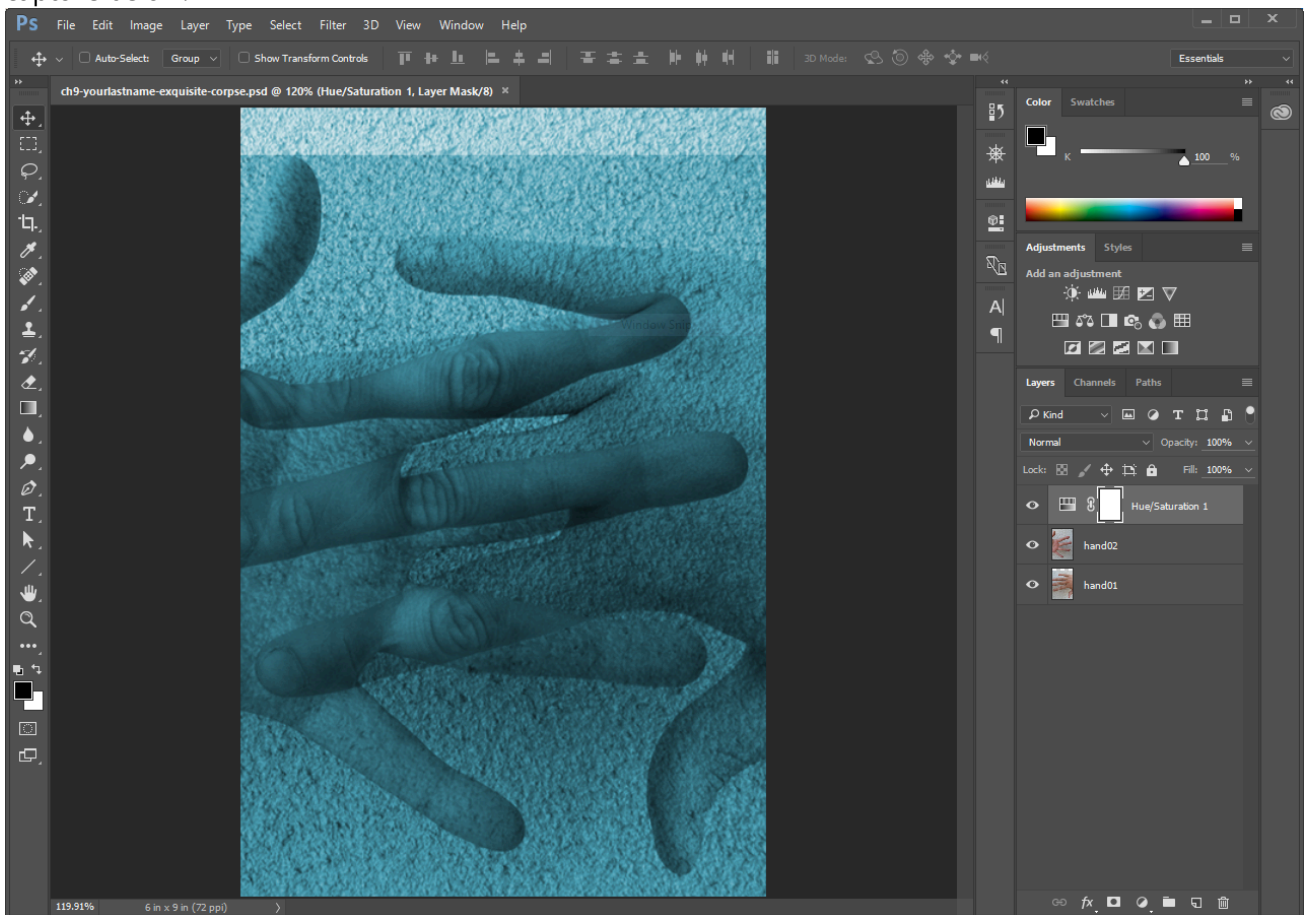 Ps File Edit Image Layer Type Select Filter 3D View Window Help
Auto-Select: Group Show Transform Controls 3D Mode: Essentials
ch9-yourlastname-exquisite-corpse.psd @ 120% (Hue/Saturation 1, Layer Mask/8) ×
Color Swatches
K 100 %
Adjustments Styles
Add an adjustment
Layers Channels Paths
Kind
Normal Opacity: 100%
Lock: Fill: 100%
Hue/Saturation 1
hand02
hand01
119.91% 6 in x 9 in (72 ppi)